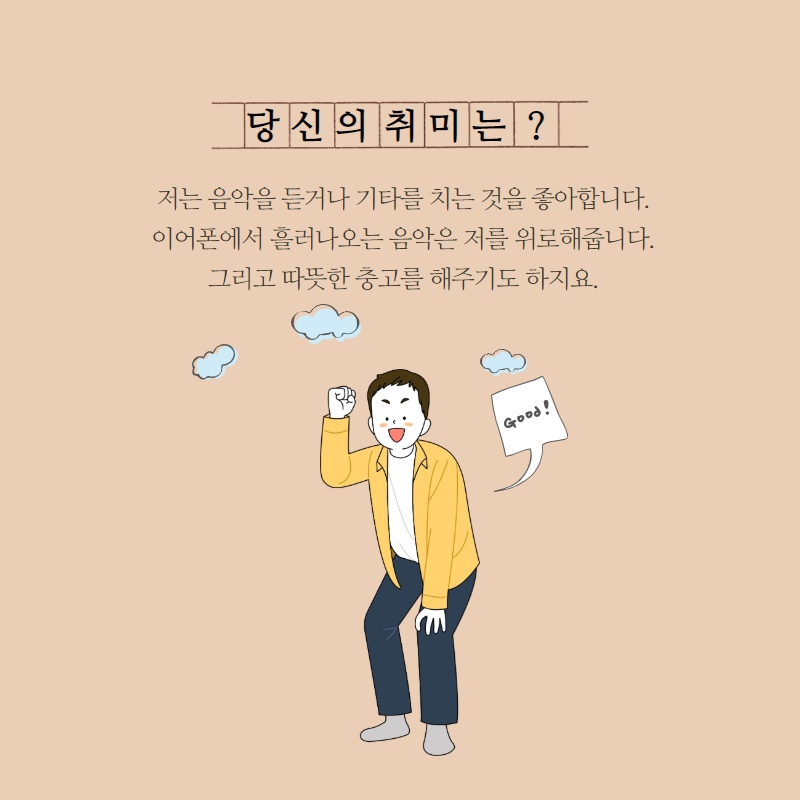 당신의취미는?
저는 음악을 듣거나 기타를 치는 것을 좋아합니다.
이어폰에서 흘러나오는 음악은 저를 위로해줍니다.
그리고 따뜻한 충고를 해주기도 하지요.
Good!